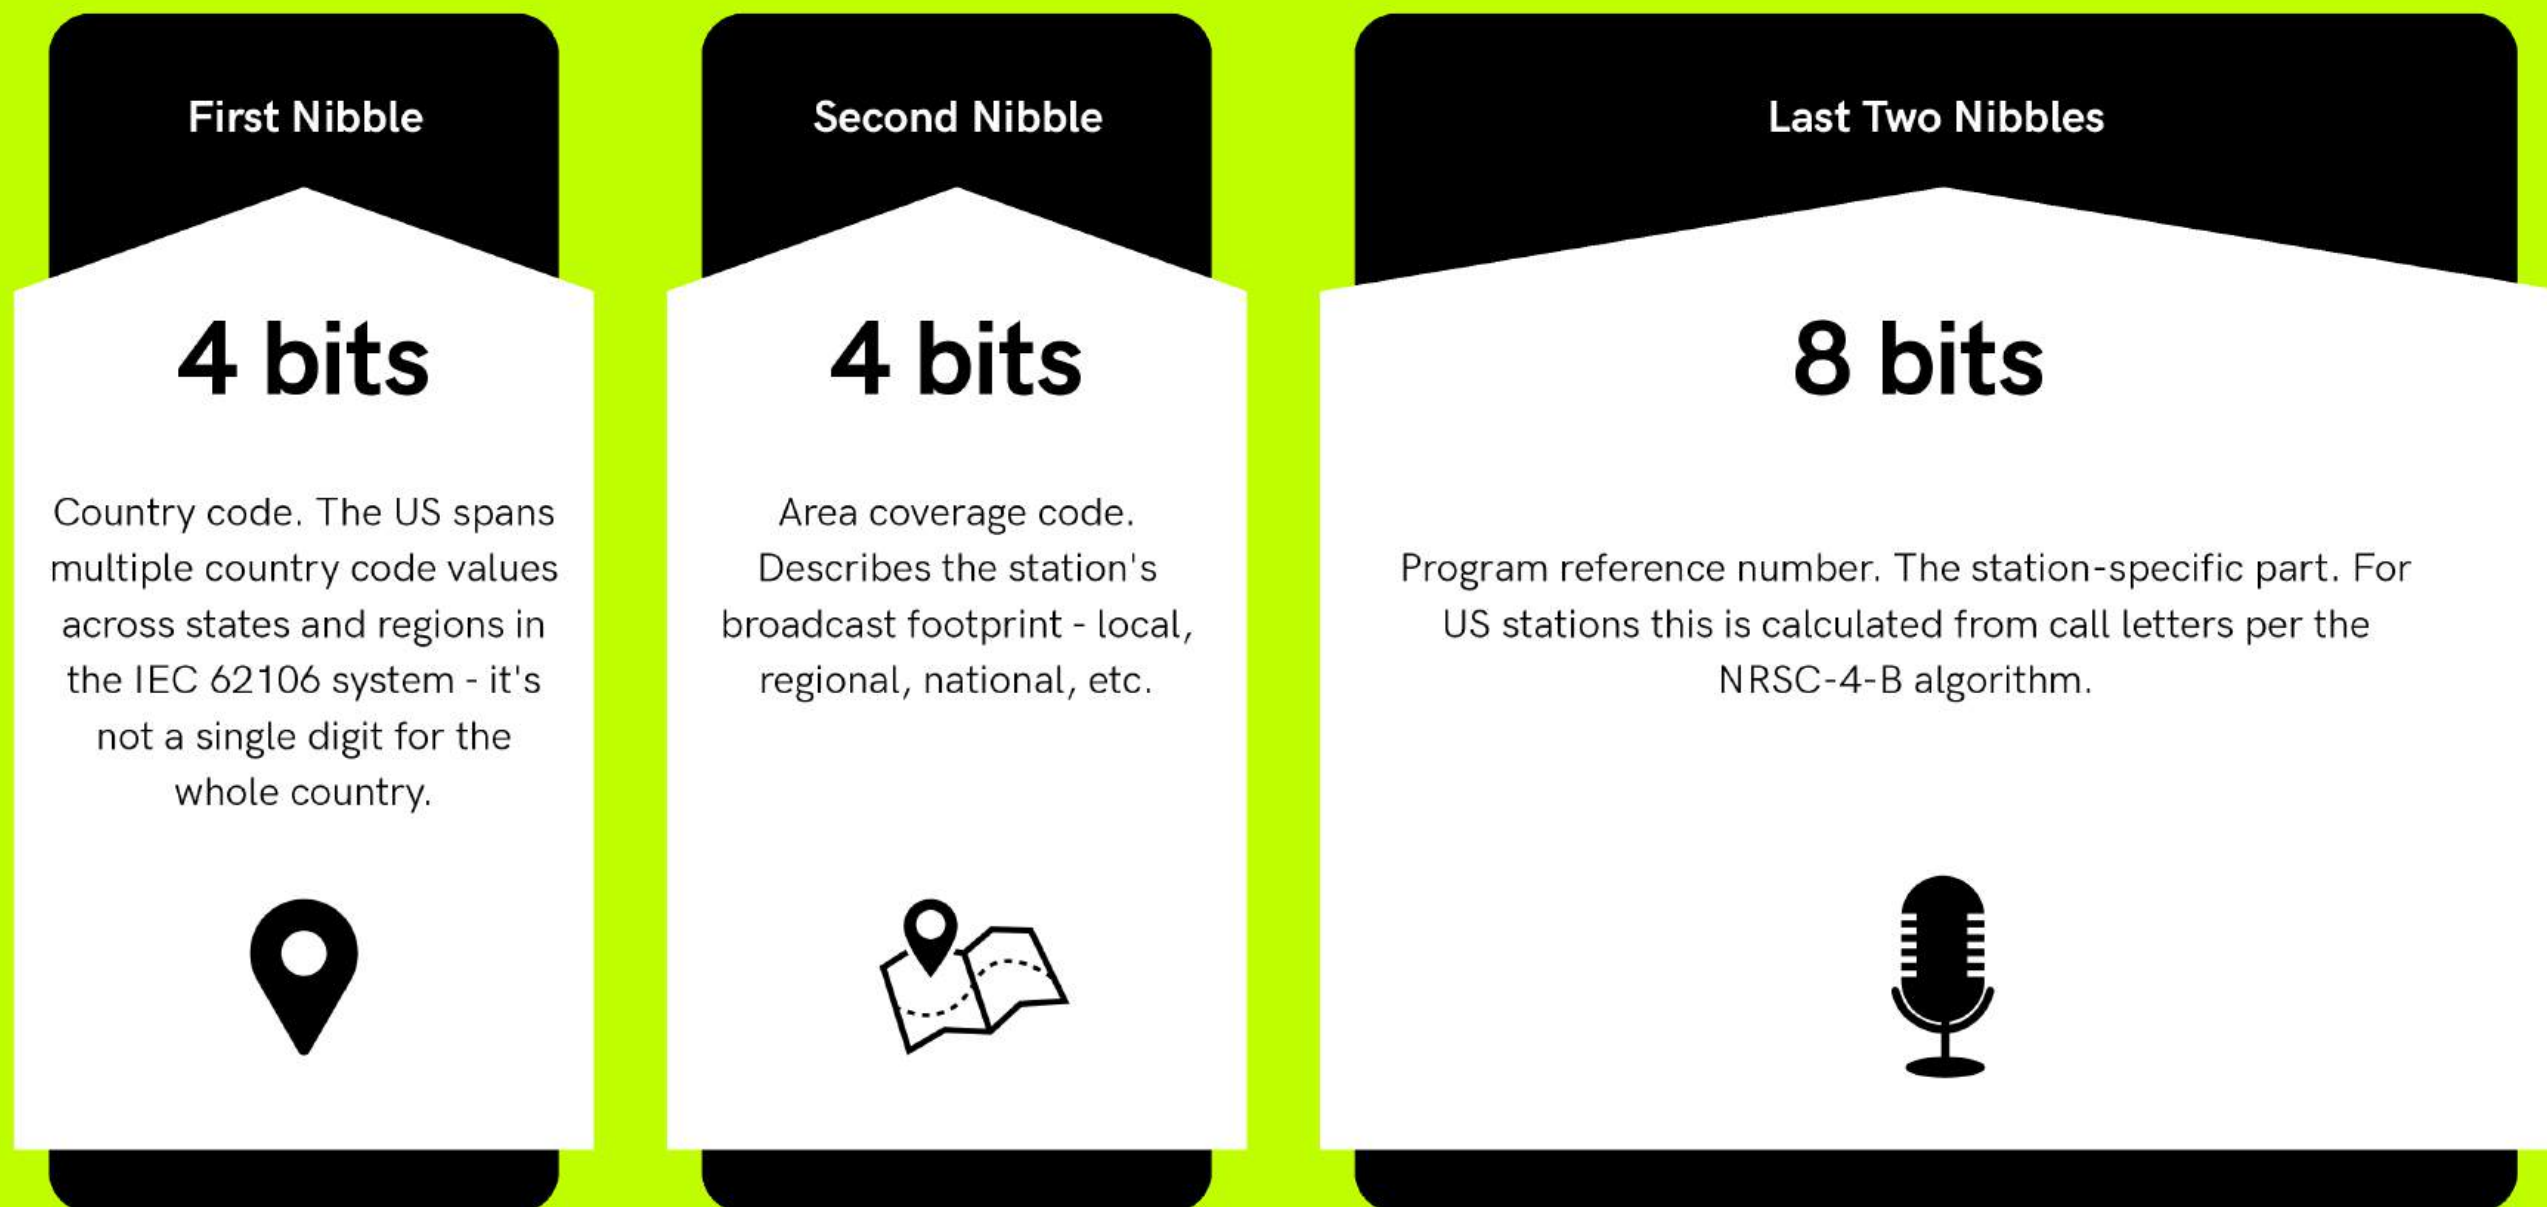 First Nibble
4 bits
Country code. The US spans
multiple country code values
across states and regions in
the IEC 62106 system - it's
not a single digit for the
whole country.
Second Nibble
4 bits
Area coverage code.
Describes the station's
broadcast footprint - local,
regional, national, etc.
Last Two Nibbles
8 bits
Program reference number. The station-specific part. For
US stations this is calculated from call letters per the
NRSC-4-B algorithm.